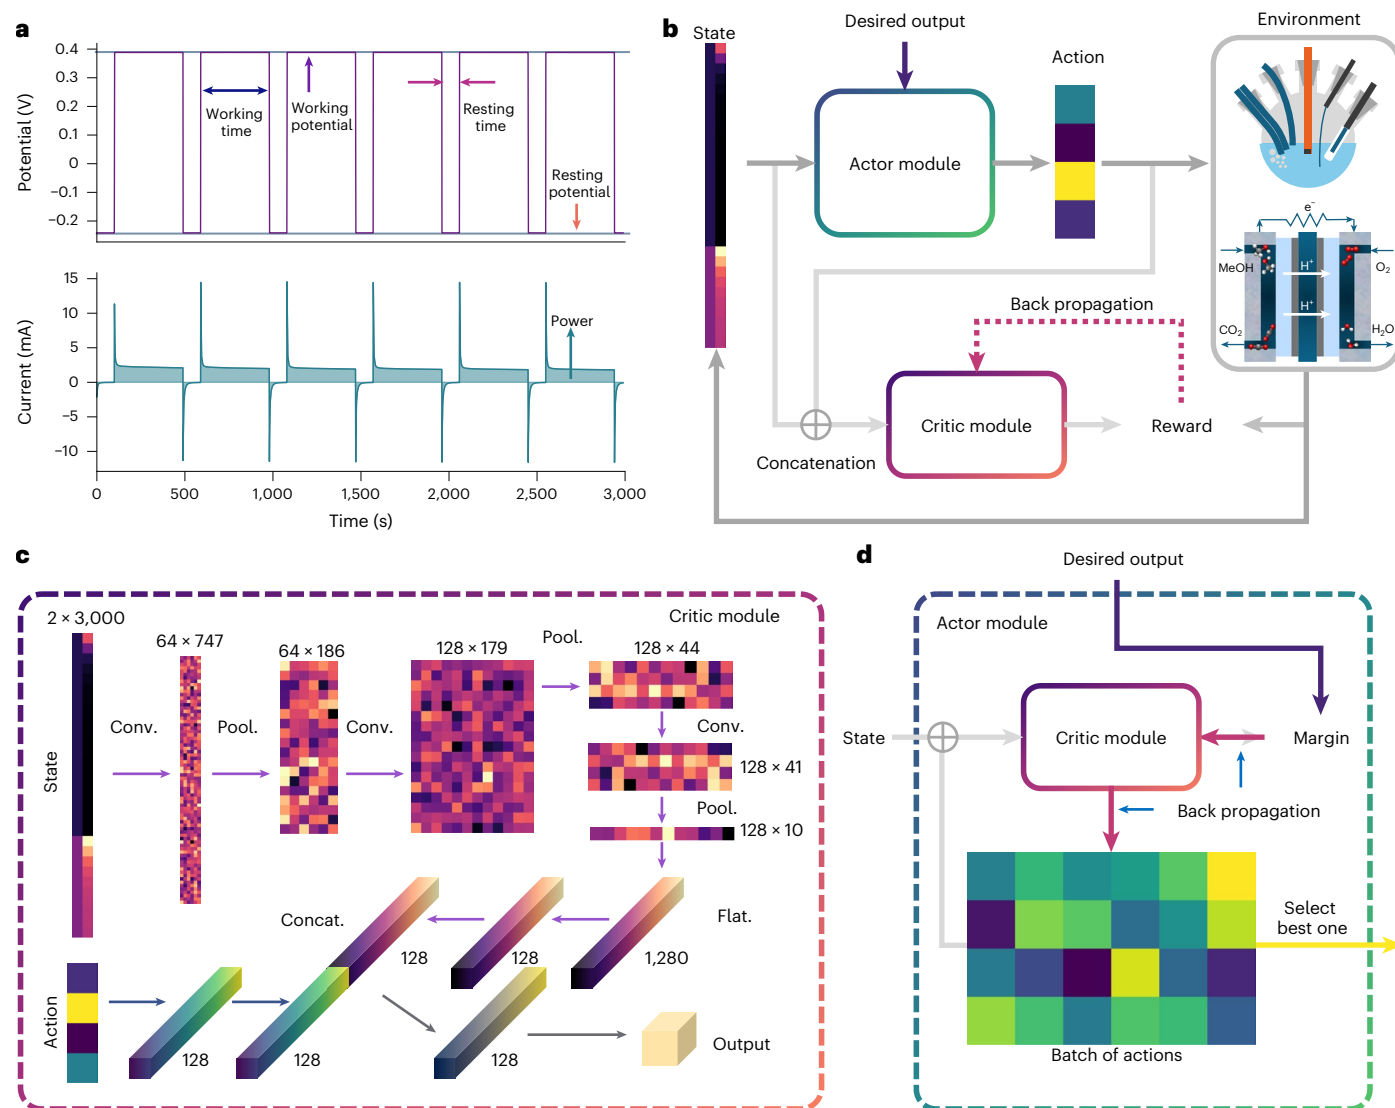 a
Potential (V)
0.4
0.3
0.2
0.1
0
−0.1
−0.2
Working
time
Working
potential
Resting
time
Resting
potential
Current (mA)
15
10
5
0
−5
−10
Power
0
500
1,000
1,500
2,000
2,500
3,000
Time (s)
b
State
Desired output
Actor module
Action
Environment
e−
MeOH
H+
O2
H+
CO2
H2O
Back propagation
Critic module
Reward
Concatenation
c
Critic module
2 × 3,000
State
Conv.
64 × 747
Pool.
64 × 186
Conv.
128 × 179
Pool.
128 × 44
Conv.
128 × 41
Pool.
128 × 10
Flat.
1,280
128
128
Concat.
Action
128
128
128
Output
d
Desired output
Actor module
State
Critic module
Margin
Back propagation
Select
best one
Batch of actions